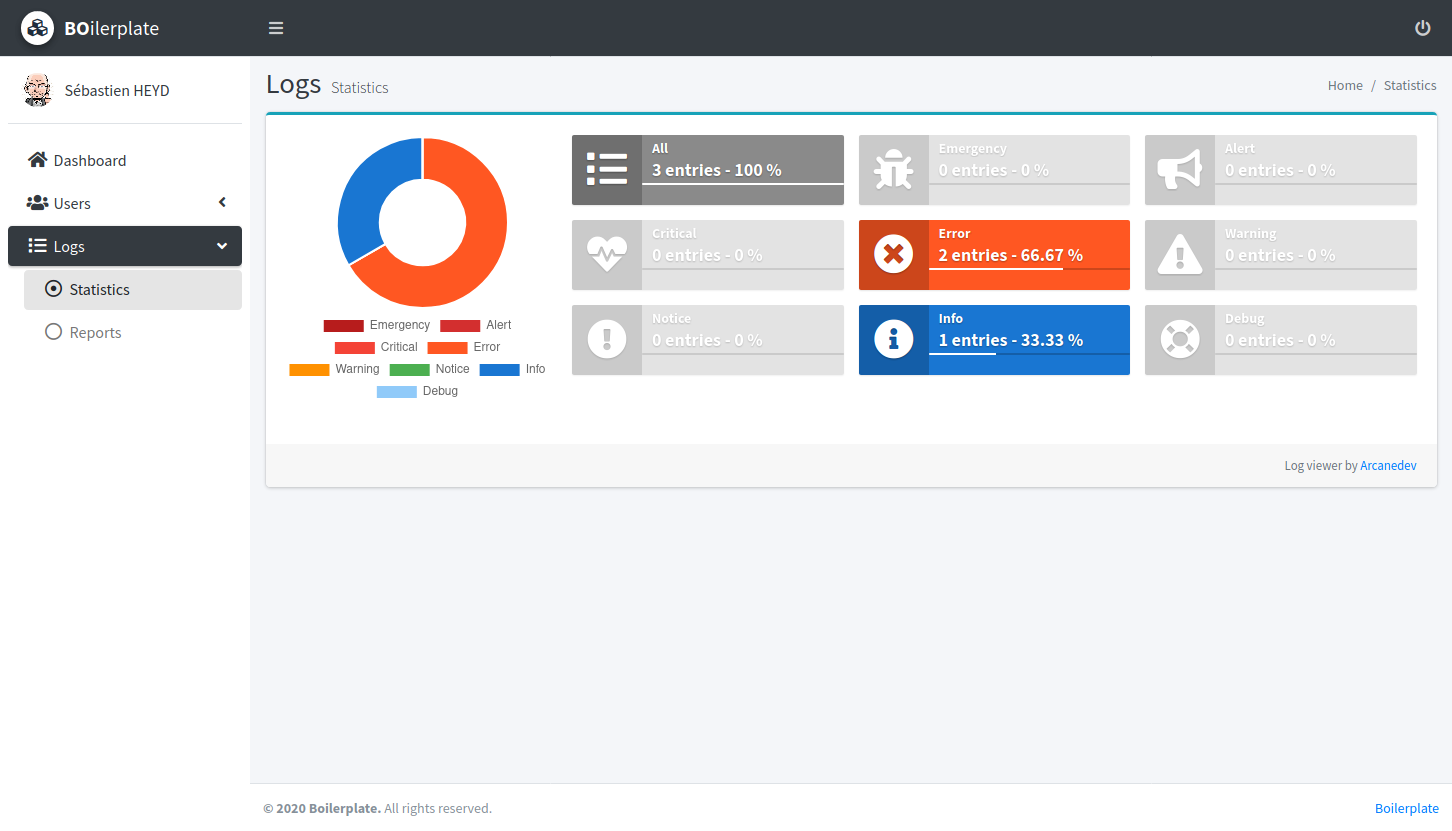 BOilerplate
Sébastien HEYD
Dashboard
Users
Logs
Statistics
Reports
Logs Statistics
Home / Statistics
Emergency Alert
Critical Error
Warning Notice Info
Debug
All
3 entries - 100 %
Emergency
0 entries - 0 %
Alert
0 entries - 0 %
Critical
0 entries - 0 %
Error
2 entries - 66.67 %
Warning
0 entries - 0 %
Notice
0 entries - 0 %
Info
1 entries - 33.33 %
Debug
0 entries - 0 %
Log viewer by Arcanedev
© 2020 Boilerplate. All rights reserved.
Boilerplate